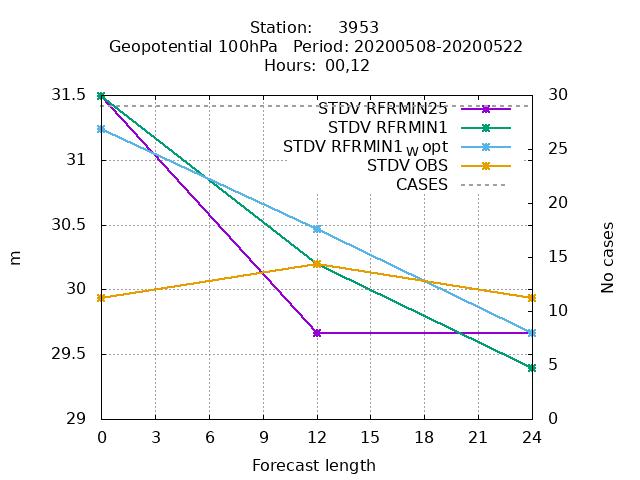 Station: 3953
Geopotential 100hPa Period: 20200508-20200522
Hours: 00,12
31.5
31
30.5
30
29.5
29
m
STDV RFRMIN25
STDV RFRMIN1
STDV RFRMIN1 w opt
STDV OBS
CASES
30
25
20
15
10
5
0
No cases
0 3 6 9 12 15 18 21 24
Forecast length